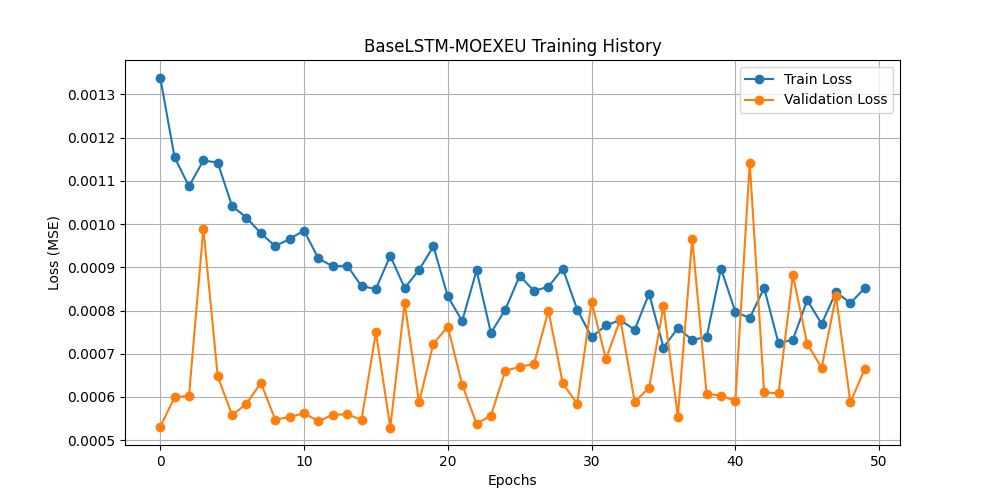 BaseLSTM-MOEXEU Training History
Train Loss
Validation Loss
0.0013
0.0012
0.0011
0.0010
0.0009
0.0008
0.0007
0.0006
0.0005
Loss (MSE)
0 10 20 30 40 50
Epochs